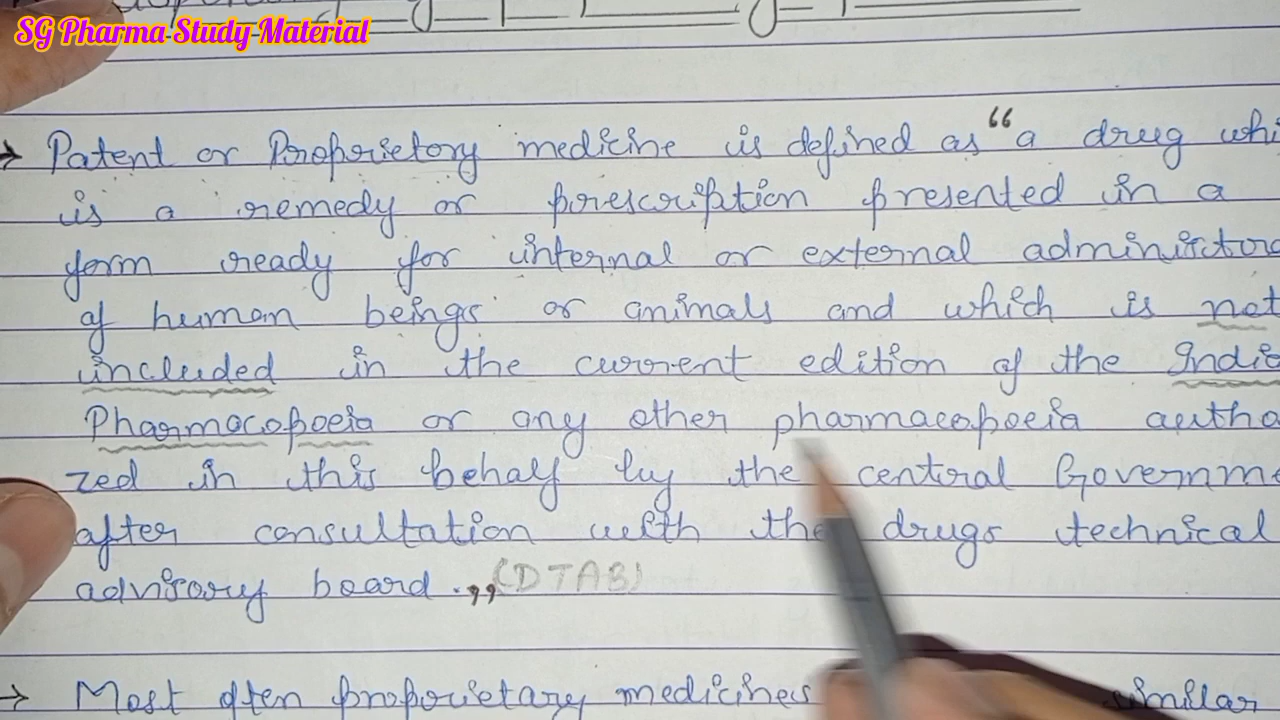 SG Pharma Study Material
→ Patent or Proprietory medicine is defined as "a drug whi
is a remedy or prescription presented in a
form ready for internal or external administra
of human beings or animals and which is not
included in the current edition of the India
Pharmacopoeia or any other pharmacopoeia autho
zed in this behalf by the central Governme
after consultation with the drugs technical
advisory board .,, (DTAB)
→ Most often proprietary medicines similar